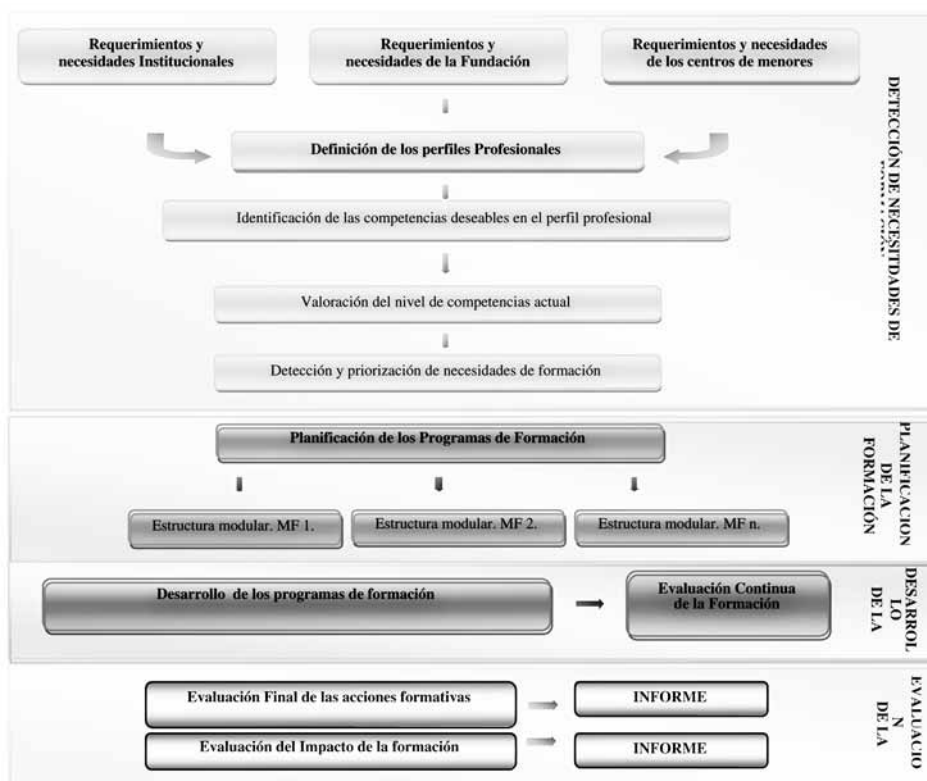 Requerimientos y
necesidades Institucionales
Requerimientos y
necesidades de la Fundación
Requerimientos y necesidades
de los centros de menores
Definición de los perfiles Profesionales
Identificación de las competencias deseables en el perfil profesional
Valoración del nivel de competencias actual
Detección y priorización de necesidades de formación
DETECCIÓN DE NECESITDADES DE
Planificación de los Programas de Formación
Estructura modular. MF 1.
Estructura modular. MF 2.
Estructura modular. MF n.
PLANIFICACION
DE LA
FORMACIÓN
Desarrollo de los programas de formación
Evaluación Continua
de la Formación
DESARROL
LO
DE LA
Evaluación Final de las acciones formativas
INFORME
Evaluación del Impacto de la formación
INFORME
EVALUACIO
N
DE LA